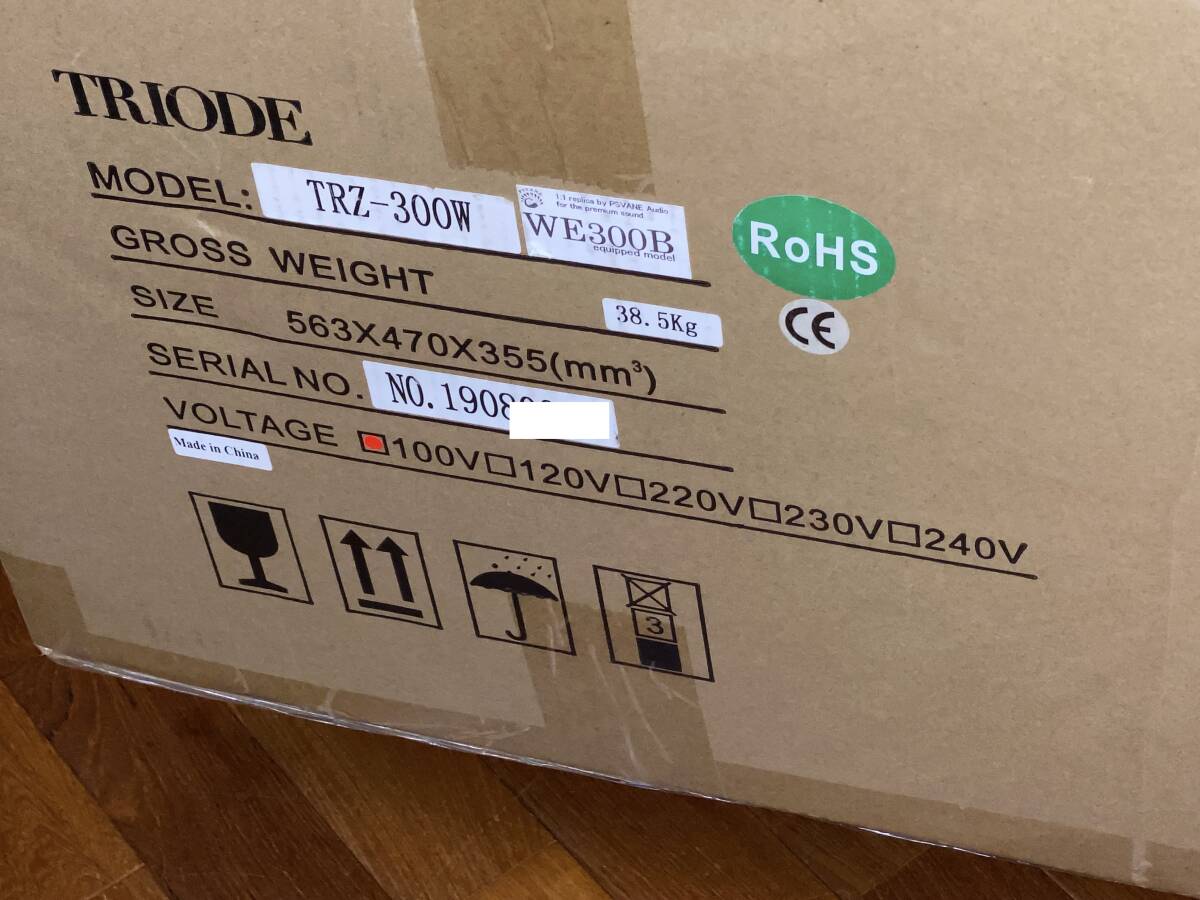 TRIODE
MODEL: TRZ-300W
1:1 replica by PSVANE Audio
for the premium sound
WE300B
equipped model
RoHS
CE
GROSS WEIGHT 38.5Kg
SIZE 563X470X355(mm³)
SERIAL NO. NO.1908
VOLTAGE 100V 120V 220V 230V 240V
Made in China
3